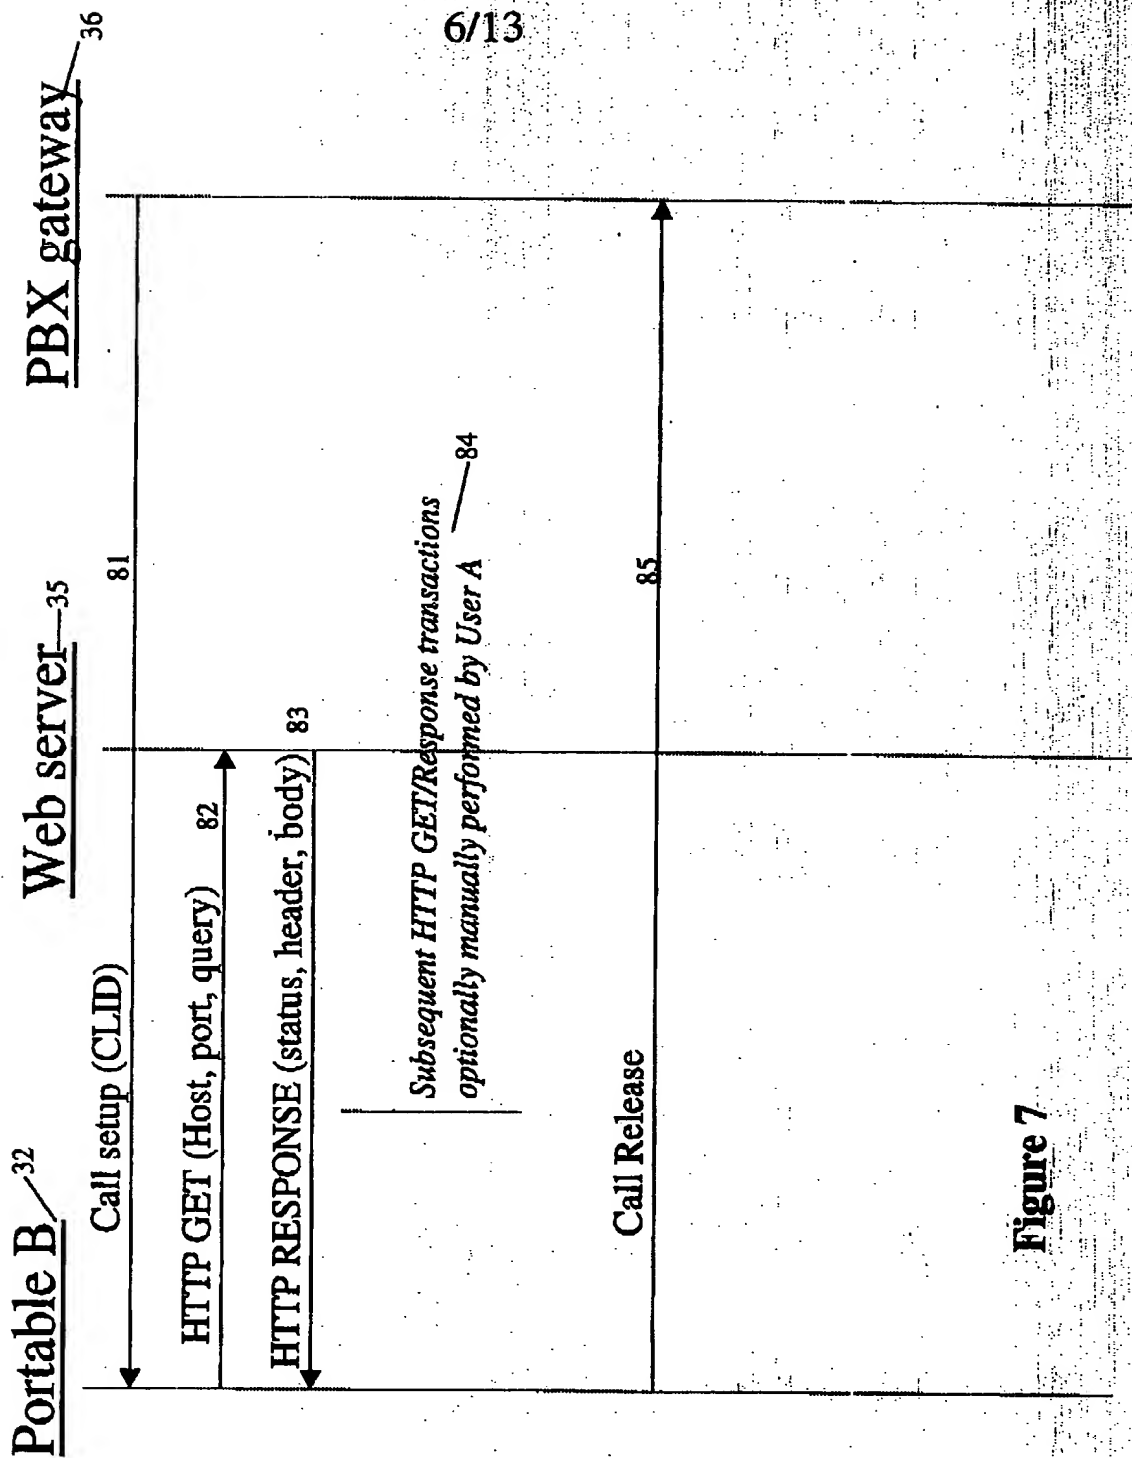 6/13
Portable B 32
Web server 35
PBX gateway 36
Call setup (CLID) 81
HTTP GET (Host, port, query) 82
HTTP RESPONSE (status, header, body) 83
Subsequent HTTP GET/Response transactions
optionally manually performed by User A 84
Call Release 85
Figure 7